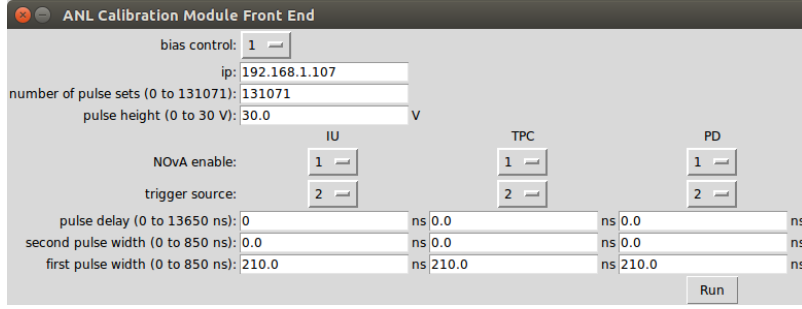 ANL Calibration Module Front End
bias control: 1
ip: 192.168.1.107
number of pulse sets (0 to 131071): 131071
pulse height (0 to 30 V): 30.0 V
IU TPC PD
NOvA enable: 1 1 1
trigger source: 2 2 2
pulse delay (0 to 13650 ns): 0 ns 0.0 ns 0.0 ns
second pulse width (0 to 850 ns): 0.0 ns 0.0 ns 0.0 ns
first pulse width (0 to 850 ns): 210.0 ns 210.0 ns 210.0 ns
Run